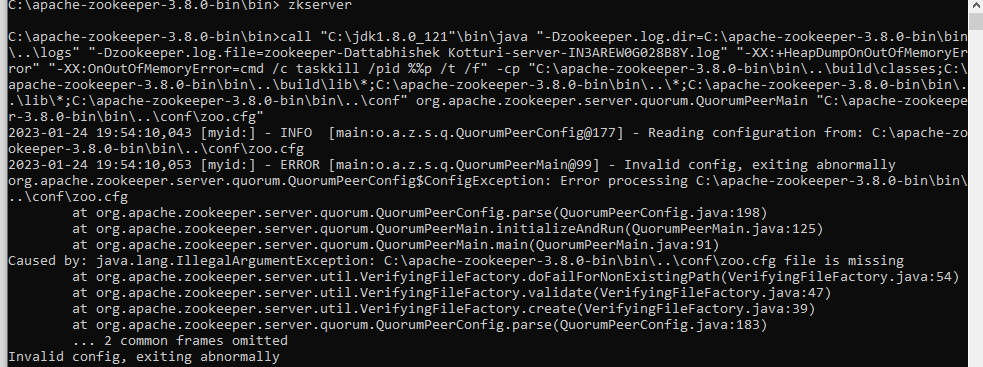 C:\apache-zookeeper-3.8.0-bin\bin> zkserver
C:\apache-zookeeper-3.8.0-bin\bin>call "C:\jdk1.8.0_121"\bin\java "-Dzookeeper.log.dir=C:\apache-zookeeper-3.8.0-bin\bin
\..\logs" "-Dzookeeper.log.file=zookeeper-Dattabhishek Kotturi-server-IN3AREW0G028B8Y.log" "-XX:+HeapDumpOnOutOfMemoryEr
ror" "-XX:OnOutOfMemoryError=cmd /c taskkill /pid %%p /t /f" -cp "C:\apache-zookeeper-3.8.0-bin\bin\..\build\classes;C:\
apache-zookeeper-3.8.0-bin\bin\..\build\lib\*;C:\apache-zookeeper-3.8.0-bin\bin\..\*;C:\apache-zookeeper-3.8.0-bin\bin\.
.\lib\*;C:\apache-zookeeper-3.8.0-bin\bin\..\conf" org.apache.zookeeper.server.quorum.QuorumPeerMain "C:\apache-zookeepe
r-3.8.0-bin\bin\..\conf\zoo.cfg"
2023-01-24 19:54:10,043 [myid:] - INFO  [main:o.a.z.s.q.QuorumPeerConfig@177] - Reading configuration from: C:\apache-zo
okeeper-3.8.0-bin\bin\..\conf\zoo.cfg
2023-01-24 19:54:10,053 [myid:] - ERROR [main:o.a.z.s.q.QuorumPeerMain@99] - Invalid config, exiting abnormally
org.apache.zookeeper.server.quorum.QuorumPeerConfig$ConfigException: Error processing C:\apache-zookeeper-3.8.0-bin\bin\
..\conf\zoo.cfg
        at org.apache.zookeeper.server.quorum.QuorumPeerConfig.parse(QuorumPeerConfig.java:198)
        at org.apache.zookeeper.server.quorum.QuorumPeerMain.initializeAndRun(QuorumPeerMain.java:125)
        at org.apache.zookeeper.server.quorum.QuorumPeerMain.main(QuorumPeerMain.java:91)
Caused by: java.lang.IllegalArgumentException: C:\apache-zookeeper-3.8.0-bin\bin\..\conf\zoo.cfg file is missing
        at org.apache.zookeeper.server.util.VerifyingFileFactory.doFailForNonExistingPath(VerifyingFileFactory.java:54)
        at org.apache.zookeeper.server.util.VerifyingFileFactory.validate(VerifyingFileFactory.java:47)
        at org.apache.zookeeper.server.util.VerifyingFileFactory.create(VerifyingFileFactory.java:39)
        at org.apache.zookeeper.server.quorum.QuorumPeerConfig.parse(QuorumPeerConfig.java:183)
        ... 2 common frames omitted
Invalid config, exiting abnormally